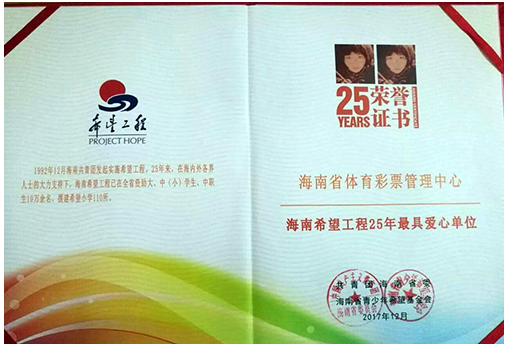 希望工程
PROJECT HOPE
1992年12月海南共青团发起实施希望工程，25年来，在海内外各界
人士的大力支持下，海南希望工程已在全省资助大、中（小）学生、中职
生10万余名，援建希望小学110所。
25 荣誉
YEARS 证书
海南省体育彩票管理中心
海南希望工程25年最具爱心单位
共青团海南省委
海南省青少年希望基金会
2017年12月